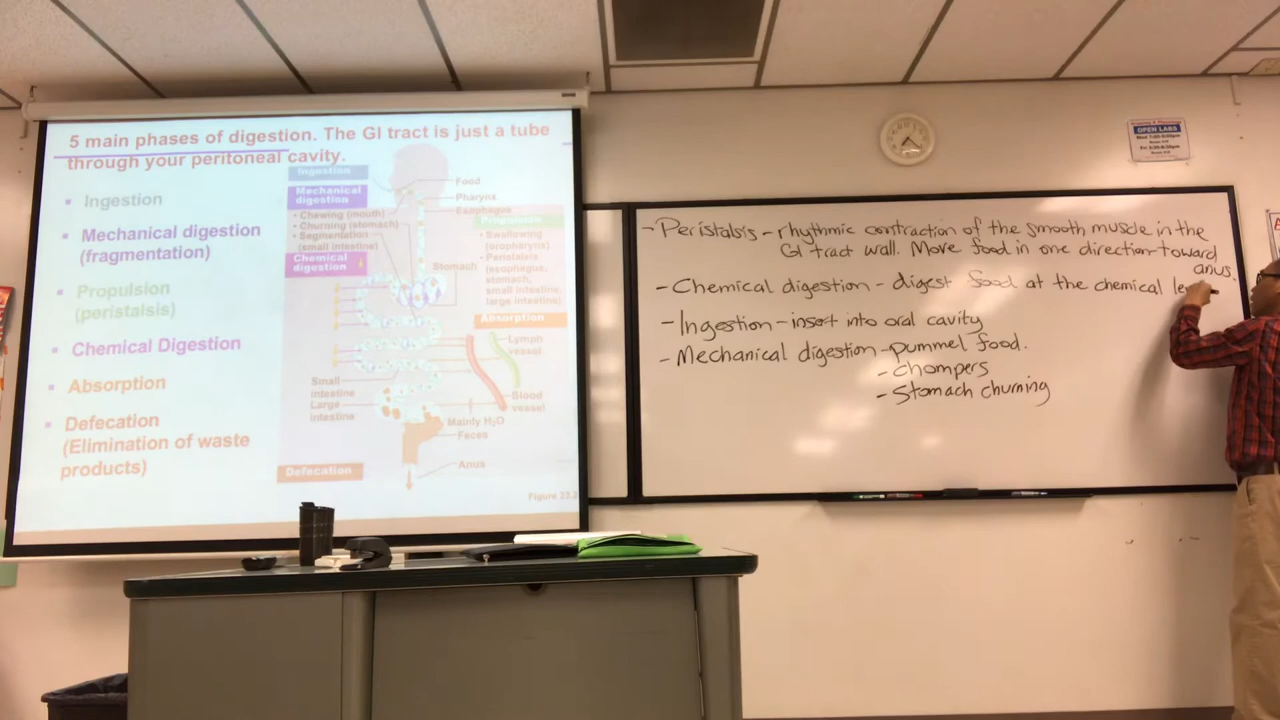 5 main phases of digestion. The GI tract is just a tube
through your peritoneal cavity.
Ingestion
Mechanical digestion
(fragmentation)
Propulsion
(peristalsis)
Chemical Digestion
Absorption
Defecation
(Elimination of waste
products)
Ingestion
Mechanical
digestion
• Chewing (mouth)
• Churning (stomach)
• Segmentation
(small intestine)
Chemical
digestion
Food
Pharynx
Esophagus
Propulsion
• Swallowing
(oropharynx)
• Peristalsis
(esophagus,
stomach,
small intestine,
large intestine)
Stomach
Absorption
Lymph
vessel
Small
intestine
Large
intestine
Blood
vessel
Mainly H₂O
Feces
Defecation
Anus
Figure 23.2
- Peristalsis - rhythmic contraction of the smooth muscle in the
GI tract wall. Move food in one direction-toward
anus.
- Chemical digestion - digest food at the chemical le
- Ingestion - insert into oral cavity
- Mechanical digestion - pummel food.
- chompers
- Stomach churning
OPEN LABS